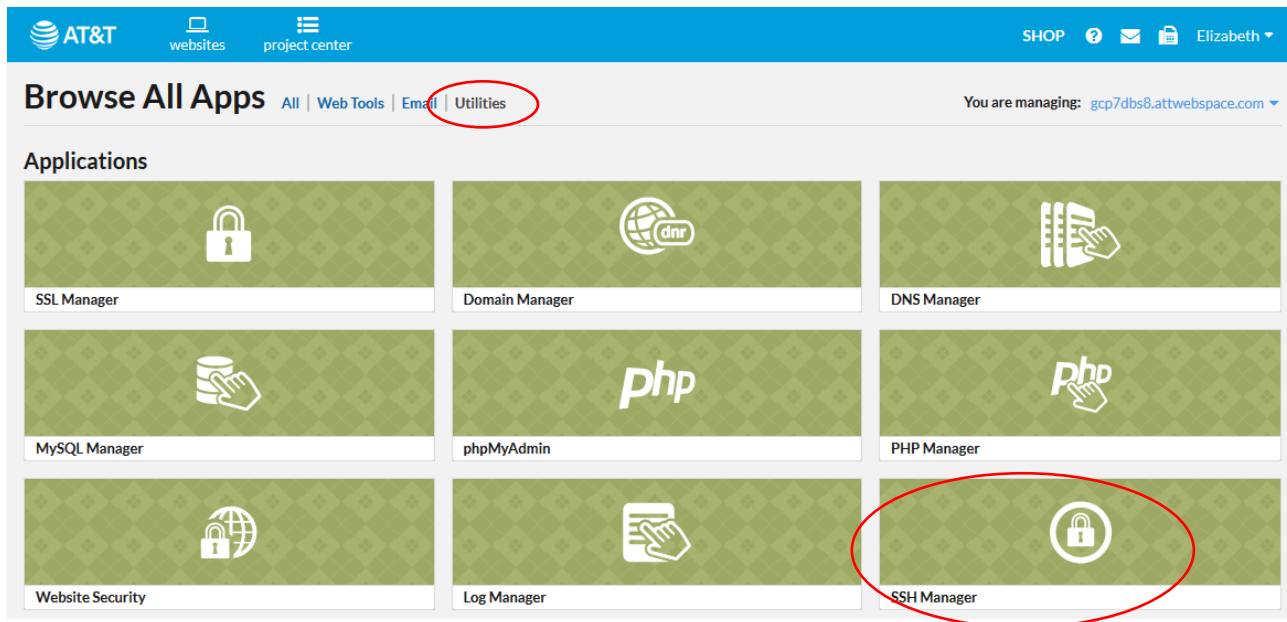 AT&T websites project center SHOP ? Elizabeth
Browse All Apps All | Web Tools | Email | Utilities You are managing: gcp7dbs8.attwebspace.com
Applications
dnr
SSL Manager Domain Manager DNS Manager
php php
MySQL Manager phpMyAdmin PHP Manager
Website Security Log Manager SSH Manager